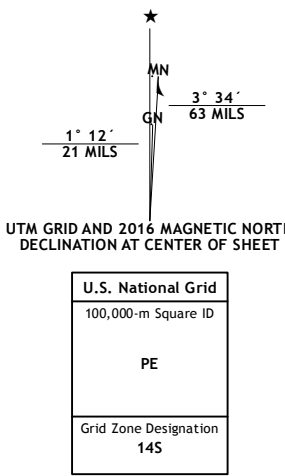 ★
MN
3° 34´
63 MILS
GN
1° 12´
21 MILS
UTM GRID AND 2016 MAGNETIC NORT
DECLINATION AT CENTER OF SHEET
U.S. National Grid
100,000-m Square ID
PE
Grid Zone Designation
14S